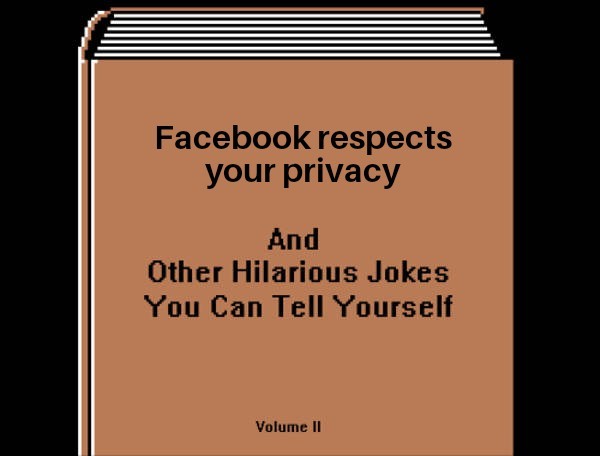 Facebook respects
your privacy
And
Other Hilarious Jokes
You Can Tell Yourself
Volume II